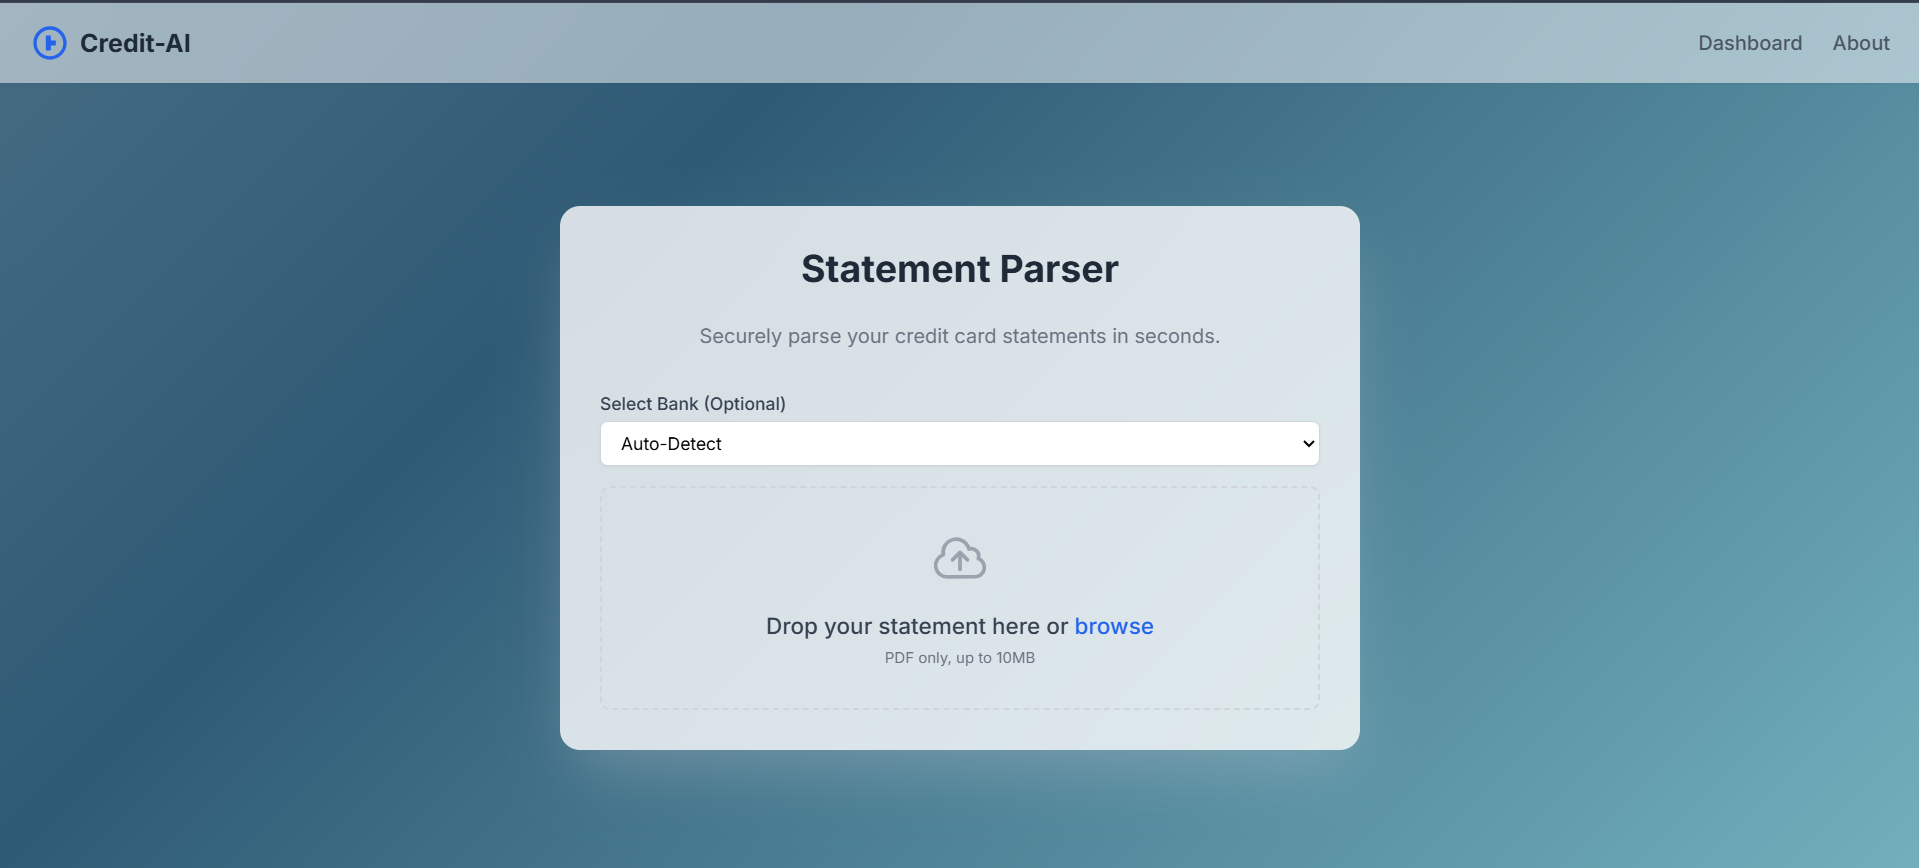 Credit-AI
Dashboard
About
Statement Parser
Securely parse your credit card statements in seconds.
Select Bank (Optional)
Auto-Detect
Drop your statement here or browse
PDF only, up to 10MB